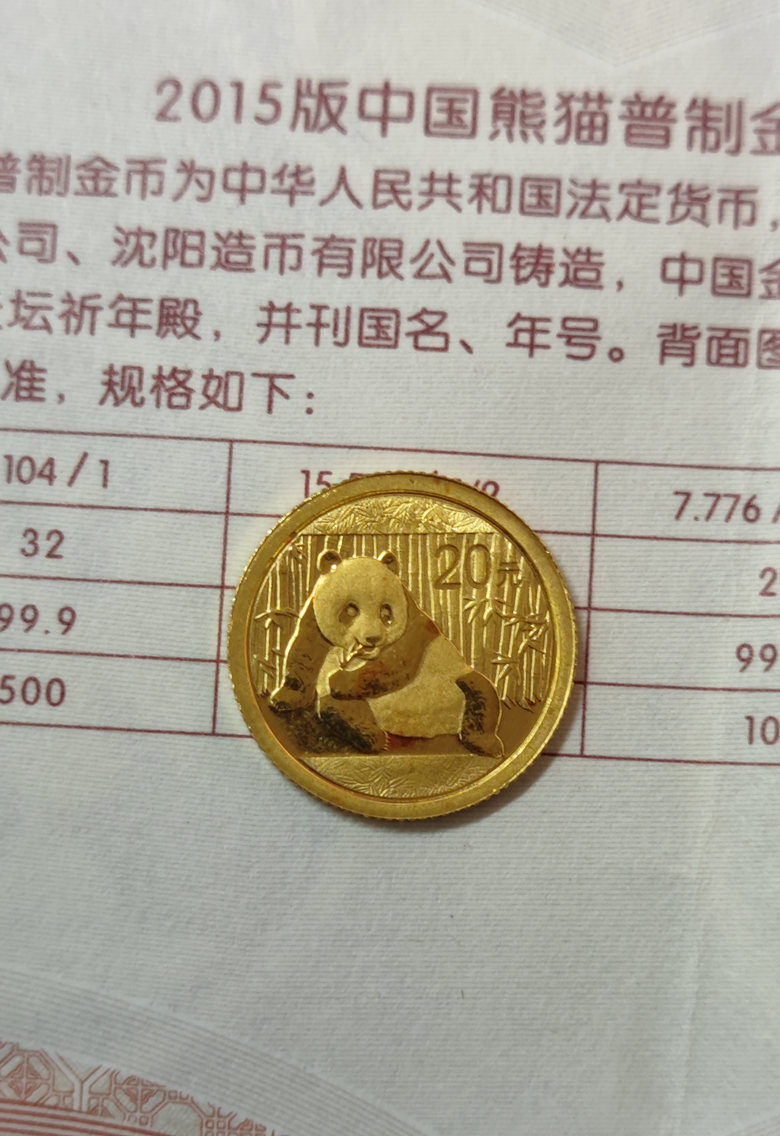 2015版中国熊猫普制金
普制金币为中华人民共和国法定货币，
公司、沈阳造币有限公司铸造，中国金
坛祈年殿，并刊国名、年号。背面图
准，规格如下：
104/1 15. /2 7.776/
32 2
99.9 99
500 10
20元